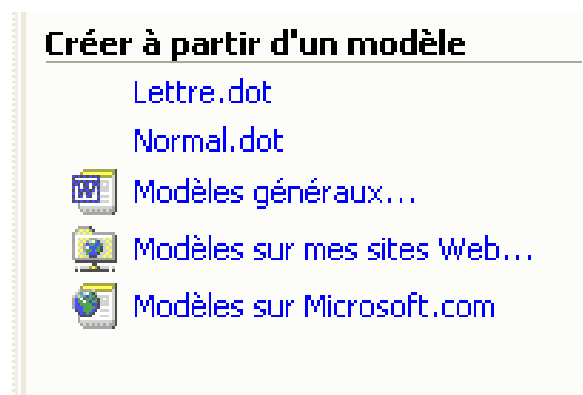 Créer à partir d'un modèle
Lettre.dot
Normal.dot
Modèles généraux...
Modèles sur mes sites Web...
Modèles sur Microsoft.com